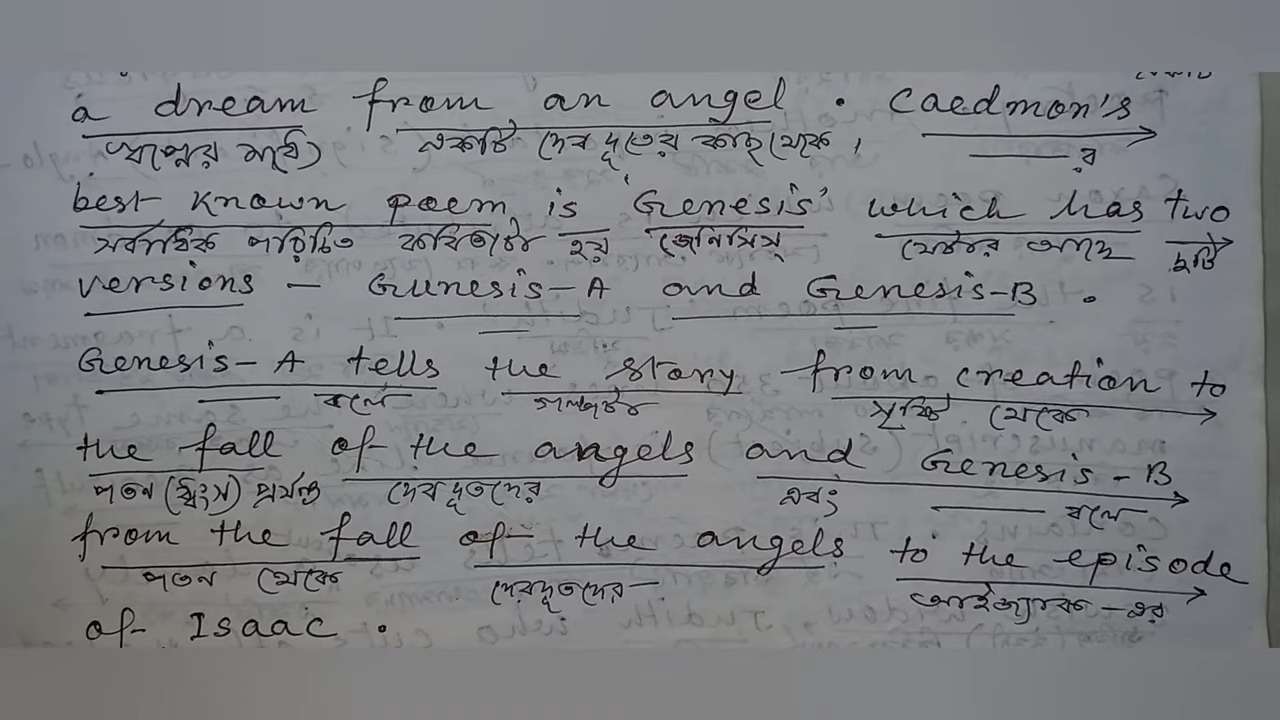 a dream from an angel. Caedmon's
স্বপ্নের মধ্যে একটি দেব দূতের কাছ থেকে। — র
best known poem is 'Genesis' which has two
সর্বাধিক পরিচিত কবিতাটি হয় জেনিসিস্ যেটার আছে দুটি
versions - Gunesis-A and Genesis-B.
Genesis-A tells the story from creation to
— বলে গল্পটি সৃষ্টি থেকে
the fall of the angels and Genesis-B
পতন (ধ্বংস) পর্যন্ত দেবদূতদের এবং — বলে
from the fall of the angels to the episode
পতন থেকে দেবদূতদের আইজ্যাক-এর
of Isaac.